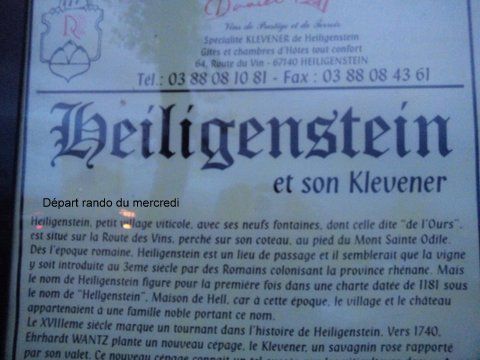 R
Vins de Prestige et de Terroir
Spécialité KLEVENER de Heiligenstein
Gîtes et chambres d'Hôtes tout confort
64, Route du Vin - 67140 HEILIGENSTEIN
Tél.: 03 88 08 10 81 - Fax : 03 88 08 43 61
Heiligenstein
et son Klevener
Départ rando du mercredi
Heiligenstein, petit village viticole, avec ses neufs fontaines, dont celle dite "de l'Ours",
est situé sur la Route des Vins, perché sur son coteau, au pied du Mont Sainte Odile.
Dès l'époque romaine, Heiligenstein est un lieu de passage et il semblerait que la vigne
y soit introduite au 3eme siècle par des Romains colonisant la province rhénane. Mais
le nom de Heiligenstein figure pour la première fois dans une charte datée de 1181 sous
le nom de "Hellgenstein", Maison de Hell, car à cette époque, le village et le château
appartenaient a une famille noble portant ce nom.
Le XVIIIeme siècle marque un tournant dans l'histoire de Heiligenstein. Vers 1740,
Ehrhardt WANTZ plante un nouveau cépage, le Klevener, un savagnin rosé rapporté
par son valet. Ce nouveau cépage connaît un tel